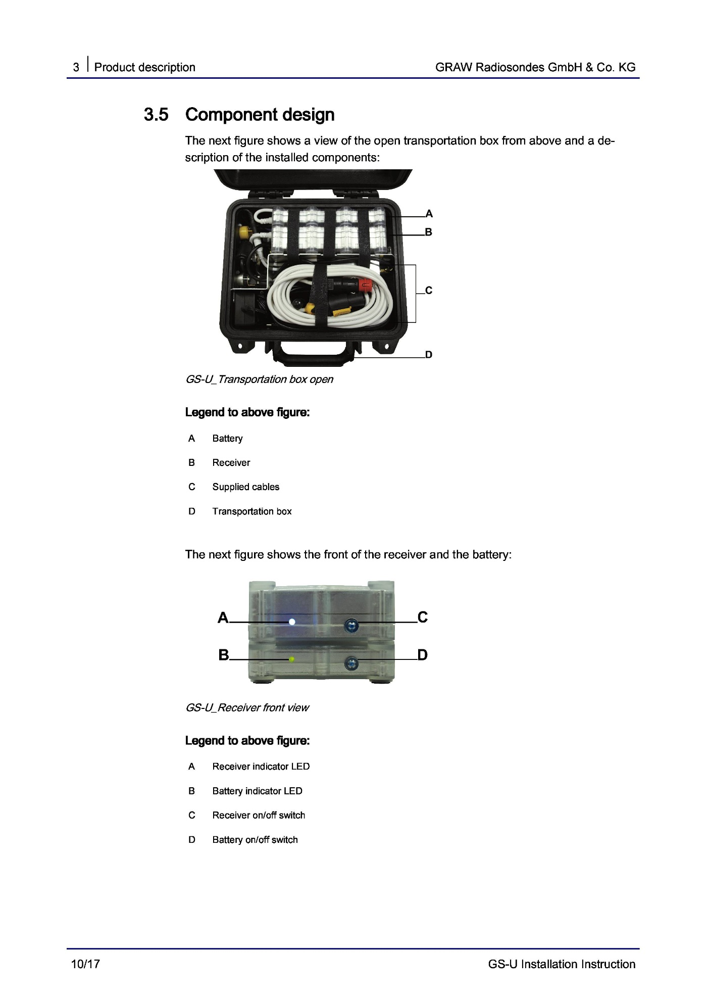 3 Product description GRAW Radiosondes GmbH & Co. KG
3.5 Component design
The next figure shows a view of the open transportation box from above and a de-
scription of the installed components:
A
B
C
D
GS-U_Transportation box open
Legend to above figure:
A Battery
B Receiver
C Supplied cables
D Transportation box
The next figure shows the front of the receiver and the battery:
A C
B D
GS-U_Receiver front view
Legend to above figure:
A Receiver indicator LED
B Battery indicator LED
C Receiver on/off switch
D Battery on/off switch
10/17 GS-U Installation Instruction